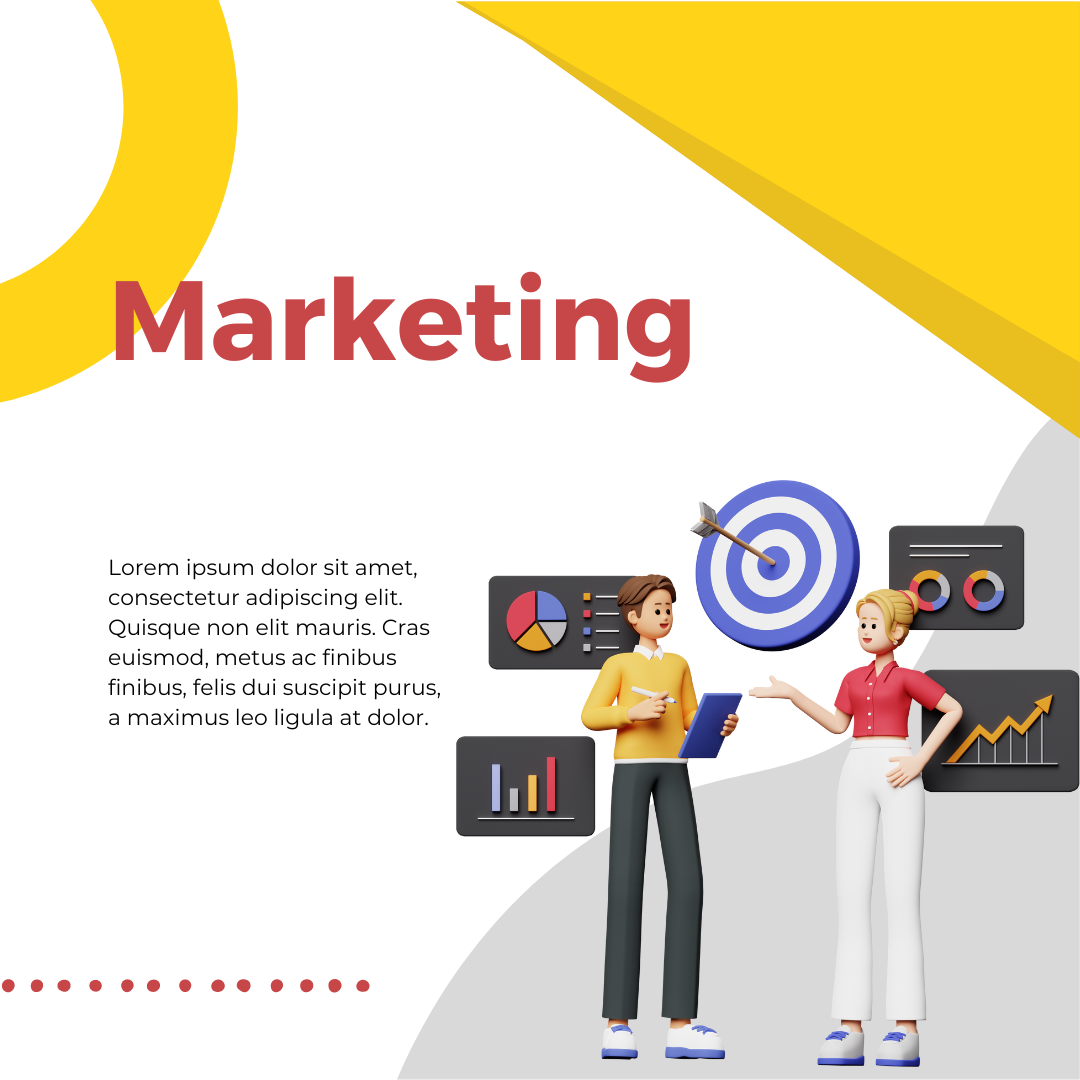 Marketing
Lorem ipsum dolor sit amet,
consectetur adipiscing elit.
Quisque non elit mauris. Cras
euismod, metus ac finibus
finibus, felis dui suscipit purus,
a maximus leo ligula at dolor.